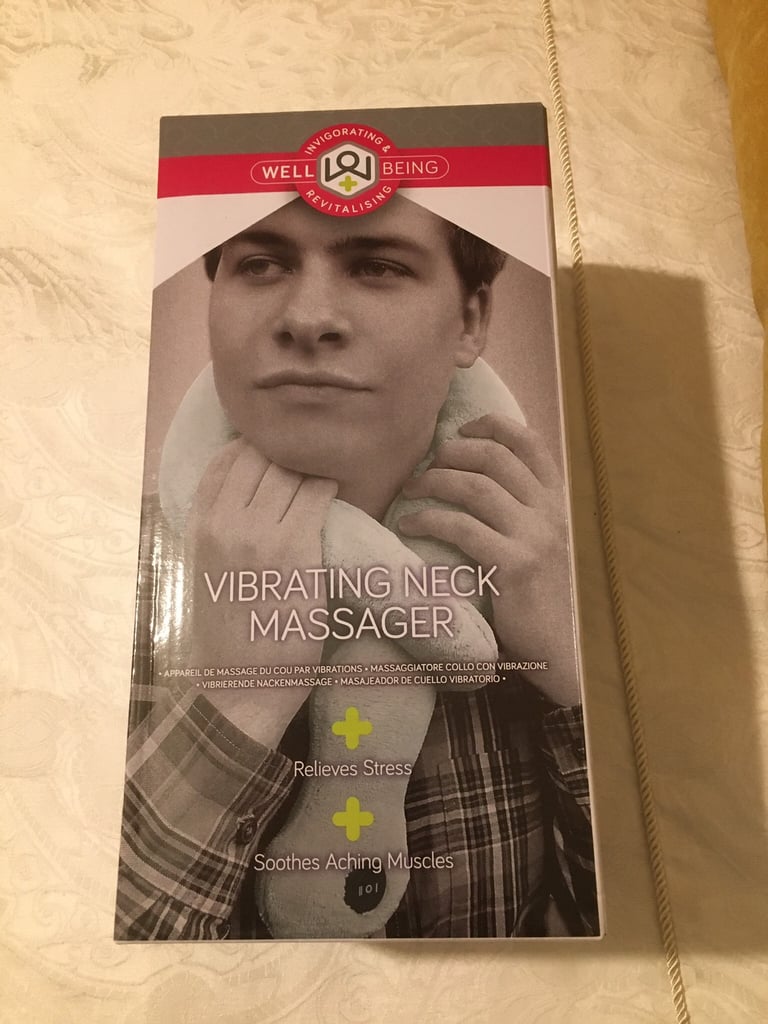 INVIGORATING &
WELL BEING
REVITALISING
VIBRATING NECK
MASSAGER
• APPAREIL DE MASSAGE DU COU PAR VIBRATIONS • MASSAGGIATORE COLLO CON VIBRAZIONE
• VIBRIERENDE NACKENMASSAGE • MASAJEADOR DE CUELLO VIBRATORIO •
Relieves Stress
Soothes Aching Muscles
II O I